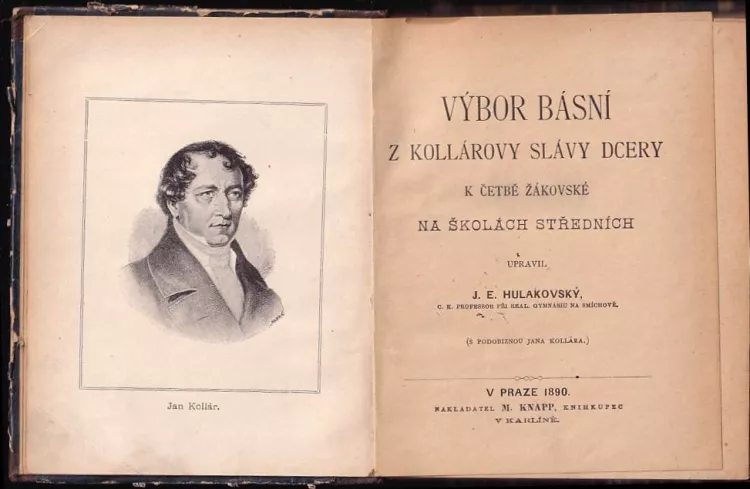 Jan Kollár.
VÝBOR BÁSNÍ
Z KOLLÁROVY SLÁVY DCERY
K ČETBĚ ŽÁKOVSKÉ
NA ŠKOLÁCH STŘEDNÍCH
UPRAVIL
J. E. HULAKOVSKÝ,
C. K. PROFESSOR PŘI REAL. GYMNASIU NA SMÍCHOVĚ.
(S PODOBIZNOU JANA KOLLÁRA.)
V PRAZE 1890.
NAKLADATEL M. KNAPP, KNIHKUPEC
V KARLÍNĚ.